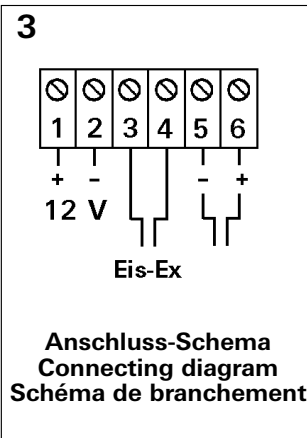 3
1 2 3 4 5 6
+ - - +
12 V
Eis-Ex
Anschluss-Schema
Connecting diagram
Schéma de branchement